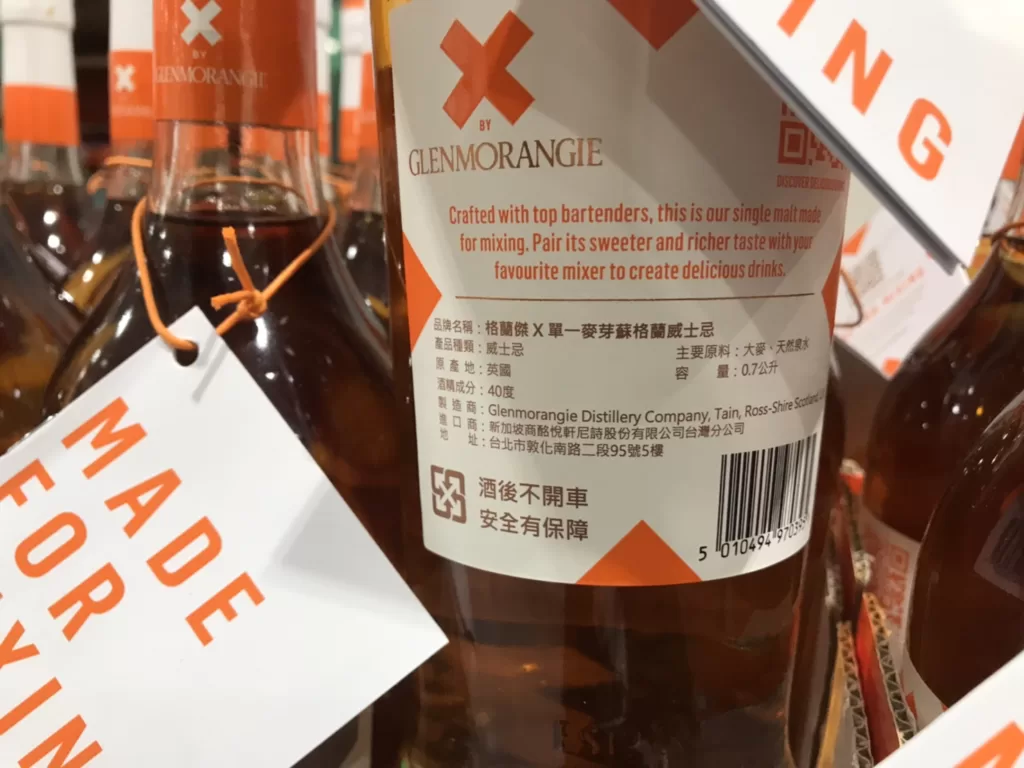 X
BY
GLENMORANGIE
Crafted with top bartenders, this is our single malt made
for mixing. Pair its sweeter and richer taste with your
favourite mixer to create delicious drinks.
品牌名稱：格蘭傑 X 單一麥芽蘇格蘭威士忌
產品種類：威士忌
主要原料：大麥、天然泉水
原產地：英國
容量：0.7公升
酒精成分：40度
製造商：Glenmorangie Distillery Company, Tain, Ross-Shire Scotland
進口商：新加坡商酩悅軒尼詩股份有限公司台灣分公司
地址：台北市敦化南路二段95號5樓
酒後不開車
安全有保障
5 010494 97039
X
BY
GLENMORANGIE
X
MADE
FOR
XIN
ING
DISCOVER